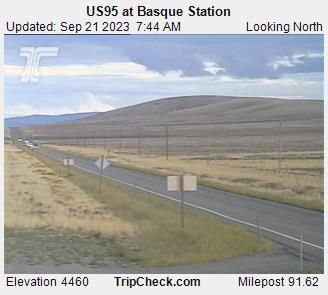 US95 at Basque Station
Updated: Sep 21 2023 7:44 AM Looking North
Elevation 4460 TripCheck.com Milepost 91.62